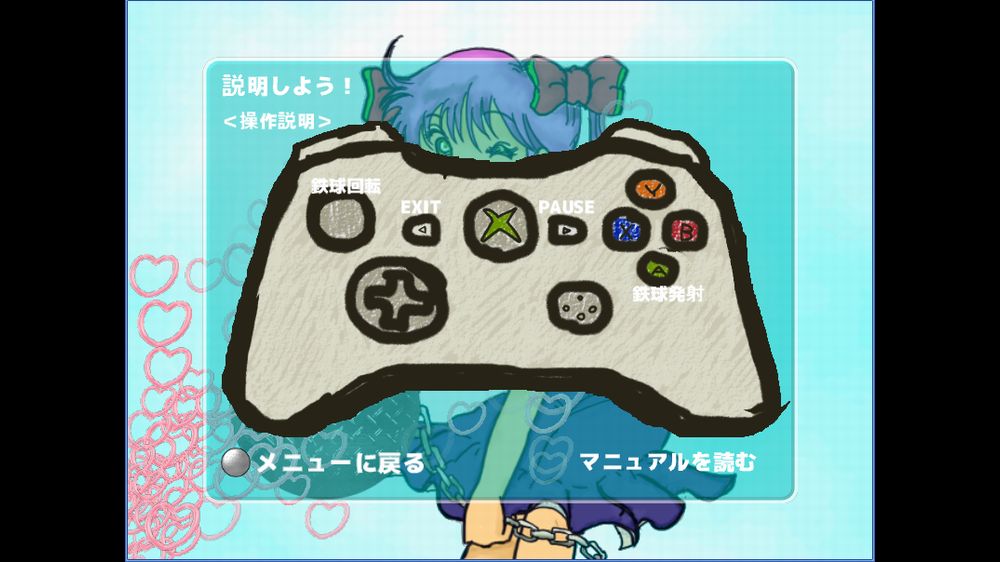 説明しよう！
<操作説明>
鉄球回転
EXIT
PAUSE
Y
X
B
A
鉄球発射
メニューに戻る
マニュアルを読む